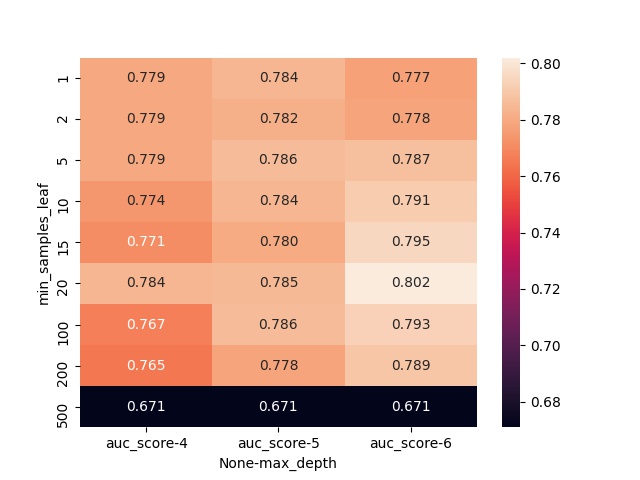 1 0.779 0.784 0.777
2 0.779 0.782 0.778
5 0.779 0.786 0.787
10 0.774 0.784 0.791
15 0.771 0.780 0.795
20 0.784 0.785 0.802
100 0.767 0.786 0.793
200 0.765 0.778 0.789
500 0.671 0.671 0.671
min_samples_leaf
auc_score-4 auc_score-5 auc_score-6
None-max_depth
0.80
0.78
0.76
0.74
0.72
0.70
0.68